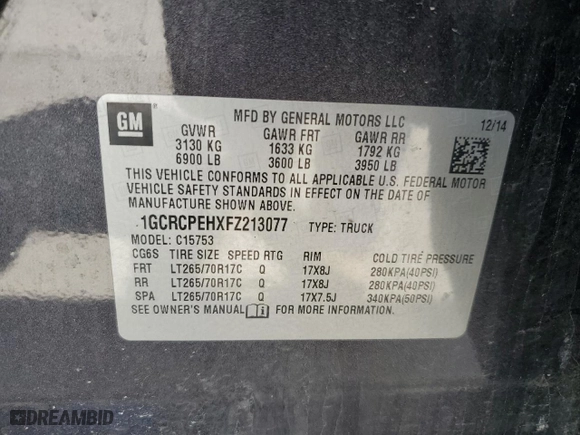 GM
MFD BY GENERAL MOTORS LLC
12/14
GVWR GAWR FRT GAWR RR
3130 KG 1633 KG 1792 KG
6900 LB 3600 LB 3950 LB
THIS VEHICLE CONFORMS TO ALL APPLICABLE U.S. FEDERAL MOTOR
VEHICLE SAFETY STANDARDS IN EFFECT ON THE DATE OF
MANUFACTURE SHOWN ABOVE.
1GCRCPEHXFZ213077 TYPE: TRUCK
MODEL: C15753
CG6S TIRE SIZE SPEED RTG RIM COLD TIRE PRESSURE
FRT LT265/70R17C Q 17X8J 280KPA(40PSI)
RR LT265/70R17C Q 17X8J 280KPA(40PSI)
SPA LT265/70R17C Q 17X7.5J 340KPA(50PSI)
SEE OWNER'S MANUAL FOR MORE INFORMATION.
DREAMBID